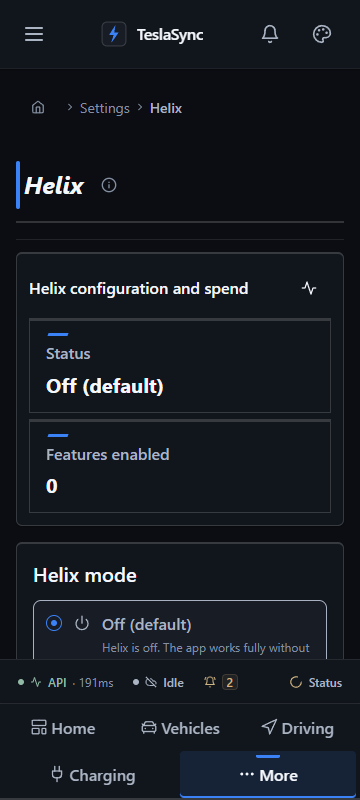 TeslaSync
Settings > Helix
Helix
Helix configuration and spend
Status
Off (default)
Features enabled
0
Helix mode
Off (default)
Helix is off. The app works fully without
API · 191ms
Idle
2
Status
Home
Vehicles
Driving
Charging
··· More